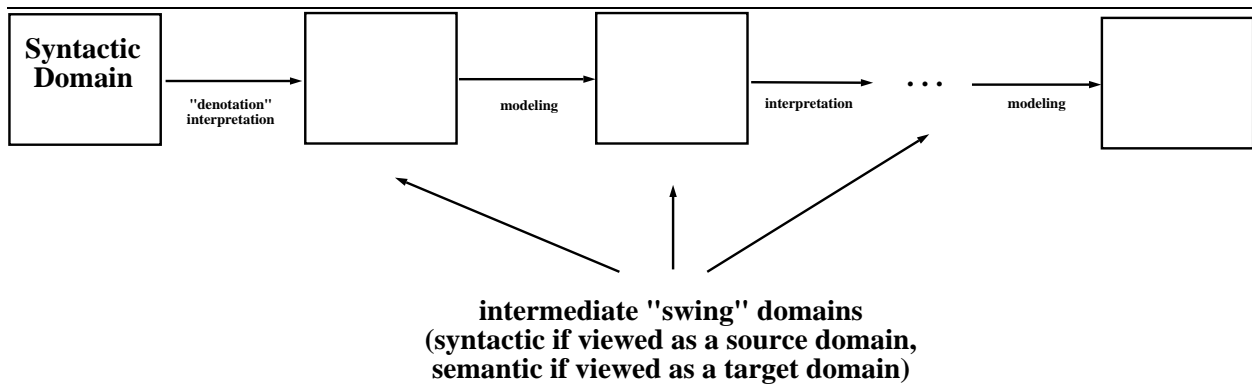 Syntactic
Domain
"denotation"
interpretation
modeling
interpretation
. . .
modeling
intermediate "swing" domains
(syntactic if viewed as a source domain,
semantic if viewed as a target domain)